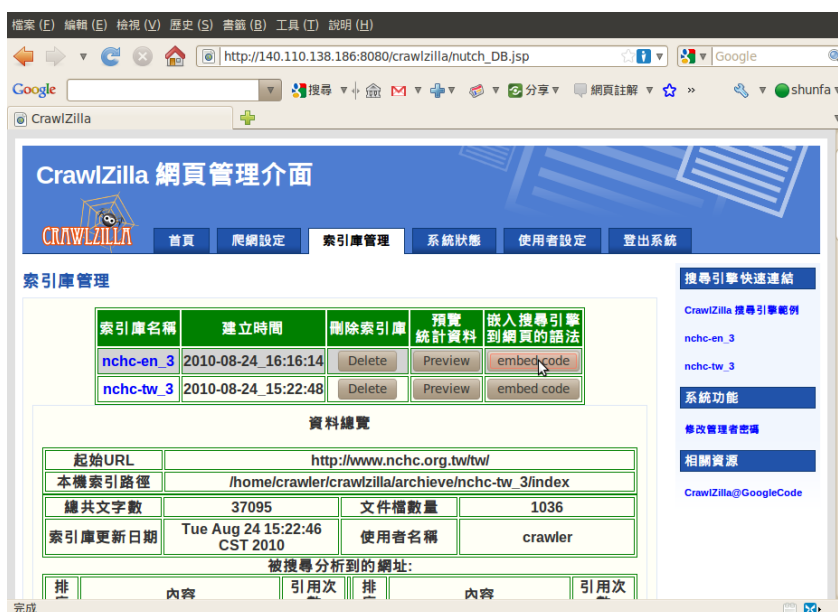 檔案 (F) 編輯 (E) 檢視 (V) 歷史 (S) 書籤 (B) 工具 (T) 說明 (H)
http://140.110.138.186:8080/crawlzilla/nutch_DB.jsp
Google
Google 搜尋 分享 網頁註解 » shunfa
CrawlZilla
CrawlZilla 網頁管理介面
CRAWLZILLA
首頁 爬網設定 索引庫管理 系統狀態 使用者設定 登出系統
索引庫管理
索引庫名稱 建立時間 刪除索引庫 預覽統計資料 嵌入搜尋引擎到網頁的語法
nchc-en_3 2010-08-24_16:16:14 Delete Preview embed code
nchc-tw_3 2010-08-24_15:22:48 Delete Preview embed code
資料總覽
起始URL http://www.nchc.org.tw/tw/
本機索引路徑 /home/crawler/crawlzilla/archieve/nchc-tw_3/index
總共文字數 37095 文件檔數量 1036
索引庫更新日期 Tue Aug 24 15:22:46 CST 2010 使用者名稱 crawler
被搜尋分析到的網址:
排 內容 引用次 排 內容 引用次
搜尋引擎快速連結
CrawlZilla 搜尋引擎範例
nchc-en_3
nchc-tw_3
系統功能
修改管理者密碼
相關資源
CrawlZilla@GoogleCode
完成